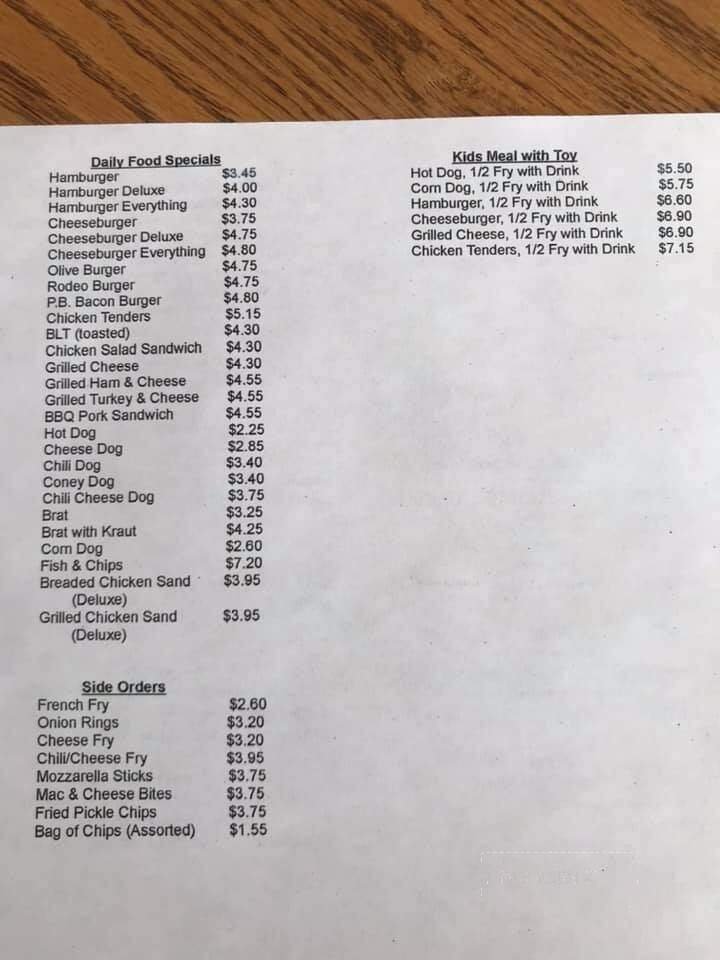 Daily Food Specials
Hamburger $3.45
Hamburger Deluxe $4.00
Hamburger Everything $4.30
Cheeseburger $3.75
Cheeseburger Deluxe $4.75
Cheeseburger Everything $4.80
Olive Burger $4.75
Rodeo Burger $4.75
P.B. Bacon Burger $4.80
Chicken Tenders $5.15
BLT (toasted) $4.30
Chicken Salad Sandwich $4.30
Grilled Cheese $4.30
Grilled Ham & Cheese $4.55
Grilled Turkey & Cheese $4.55
BBQ Pork Sandwich $4.55
Hot Dog $2.25
Cheese Dog $2.85
Chili Dog $3.40
Coney Dog $3.40
Chili Cheese Dog $3.75
Brat $3.25
Brat with Kraut $4.25
Corn Dog $2.60
Fish & Chips $7.20
Breaded Chicken Sand $3.95
(Deluxe)
Grilled Chicken Sand $3.95
(Deluxe)
Side Orders
French Fry $2.60
Onion Rings $3.20
Cheese Fry $3.20
Chili/Cheese Fry $3.95
Mozzarella Sticks $3.75
Mac & Cheese Bites $3.75
Fried Pickle Chips $3.75
Bag of Chips (Assorted) $1.55
Kids Meal with Toy
Hot Dog, 1/2 Fry with Drink $5.50
Corn Dog, 1/2 Fry with Drink $5.75
Hamburger, 1/2 Fry with Drink $6.60
Cheeseburger, 1/2 Fry with Drink $6.90
Grilled Cheese, 1/2 Fry with Drink $6.90
Chicken Tenders, 1/2 Fry with Drink $7.15